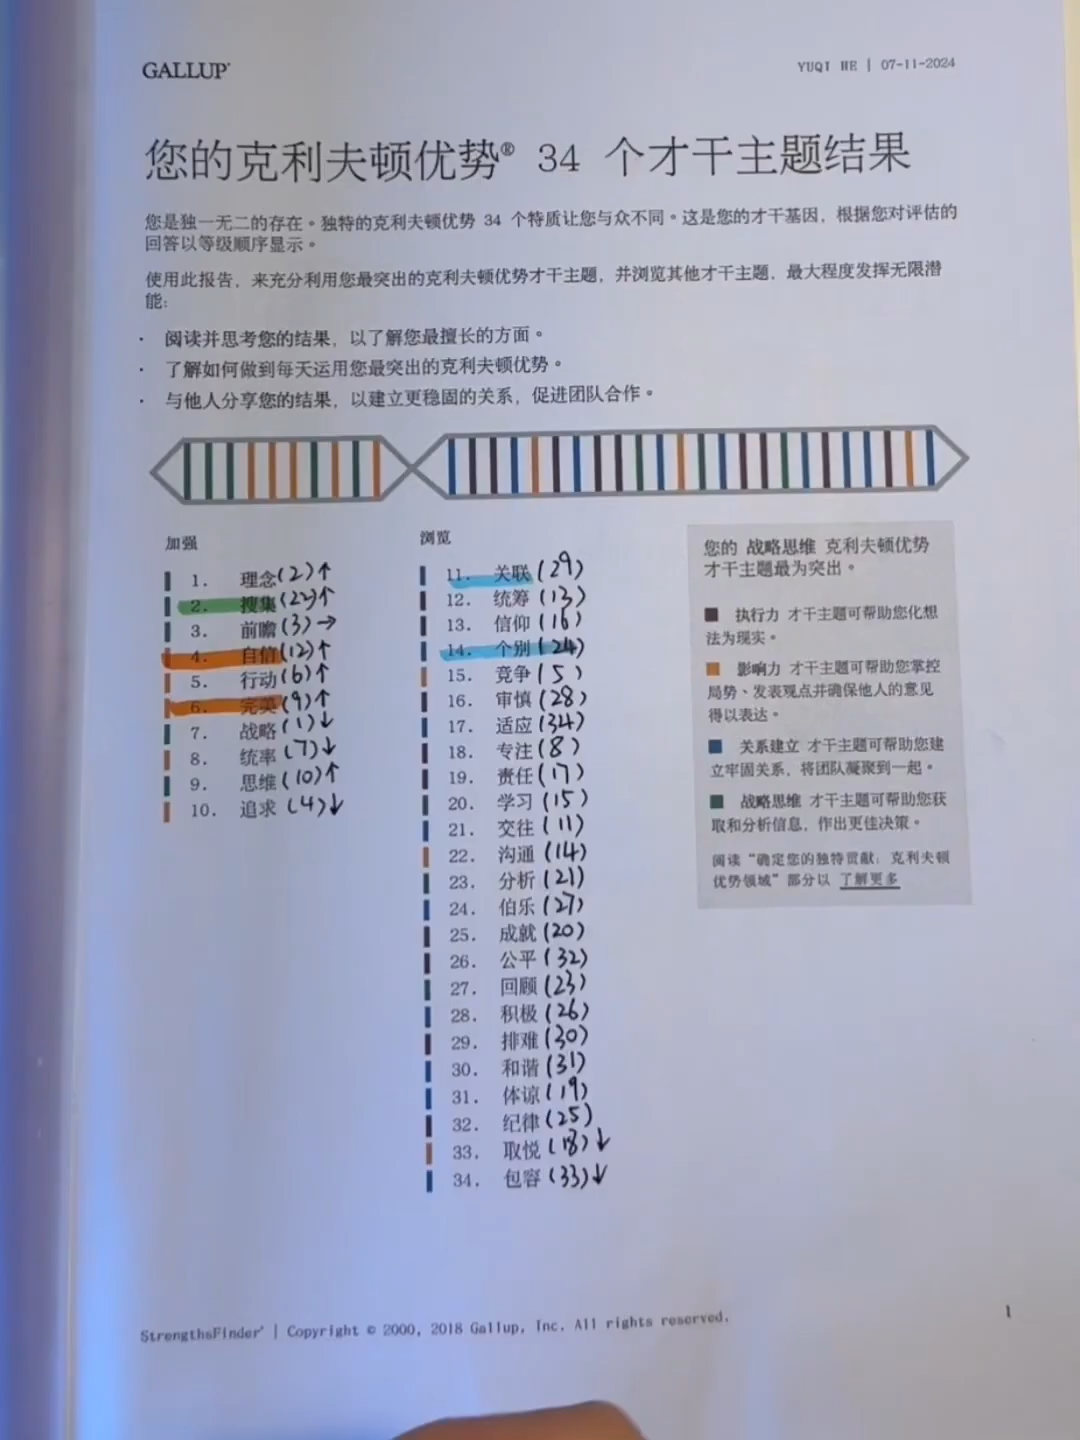 GALLUP®
YUQI HE | 07-11-2024
您的克利夫顿优势® 34 个才干主题结果
您是独一无二的存在。独特的克利夫顿优势 34 个特质让您与众不同。这是您的才干基因，根据您对评估的
回答以等级顺序显示。
使用此报告，来充分利用您最突出的克利夫顿优势才干主题，并浏览其他才干主题，最大程度发挥无限潜
能：
· 阅读并思考您的结果，以了解您最擅长的方面。
· 了解如何做到每天运用您最突出的克利夫顿优势。
· 与他人分享您的结果，以建立更稳固的关系，促进团队合作。
加强
1. 理念(2)↑
2. 搜集(22)↑
3. 前瞻(3)→
4. 自信(12)↑
5. 行动(6)↑
6. 完美(9)↑
7. 战略(1)↓
8. 统率(7)↓
9. 思维(10)↑
10. 追求(4)↓
浏览
11. 关联(29)
12. 统筹(13)
13. 信仰(16)
14. 个别(24)
15. 竞争(5)
16. 审慎(28)
17. 适应(34)
18. 专注(8)
19. 责任(17)
20. 学习(15)
21. 交往(11)
22. 沟通(14)
23. 分析(21)
24. 伯乐(27)
25. 成就(20)
26. 公平(32)
27. 回顾(23)
28. 积极(26)
29. 排难(30)
30. 和谐(31)
31. 体谅(19)
32. 纪律(25)
33. 取悦(18)↓
34. 包容(33)↓
您的 战略思维 克利夫顿优势
才干主题最为突出。
执行力 才干主题可帮助您化想
法为现实。
影响力 才干主题可帮助您掌控
局势、发表观点并确保他人的意见
得以表达。
关系建立 才干主题可帮助您建
立牢固关系，将团队凝聚到一起。
战略思维 才干主题可帮助您获
取和分析信息，作出更佳决策。
阅读“确定您的独特贡献：克利夫顿
优势领域”部分以 了解更多
StrengthsFinder® | Copyright © 2000, 2018 Gallup, Inc. All rights reserved.
1